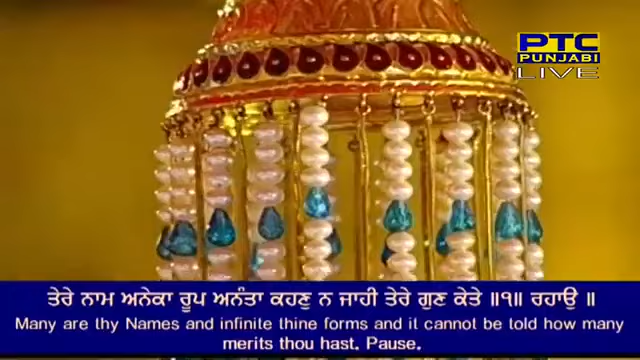 PTC
PUNJABI
LIVE
ਤੇਰੇ ਨਾਮ ਅਨੇਕਾ ਰੂਪ ਅਨੰਤਾ ਕਹਣੁ ਨ ਜਾਹੀ ਤੇਰੇ ਗੁਣ ਕੇਤੇ ॥੧॥ ਰਹਾਉ ॥
Many are thy Names and infinite thine forms and it cannot be told how many
merits thou hast. Pause.